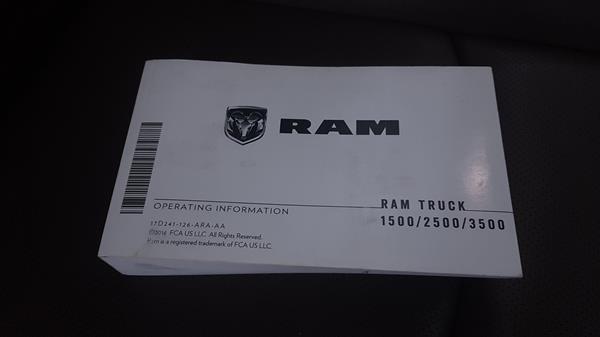 RAM
OPERATING INFORMATION
RAM TRUCK
1500/2500/3500
17D241-126-ARA-AA
©2016 FCA US LLC. All Rights Reserved.
Ram is a registered trademark of FCA US LLC.